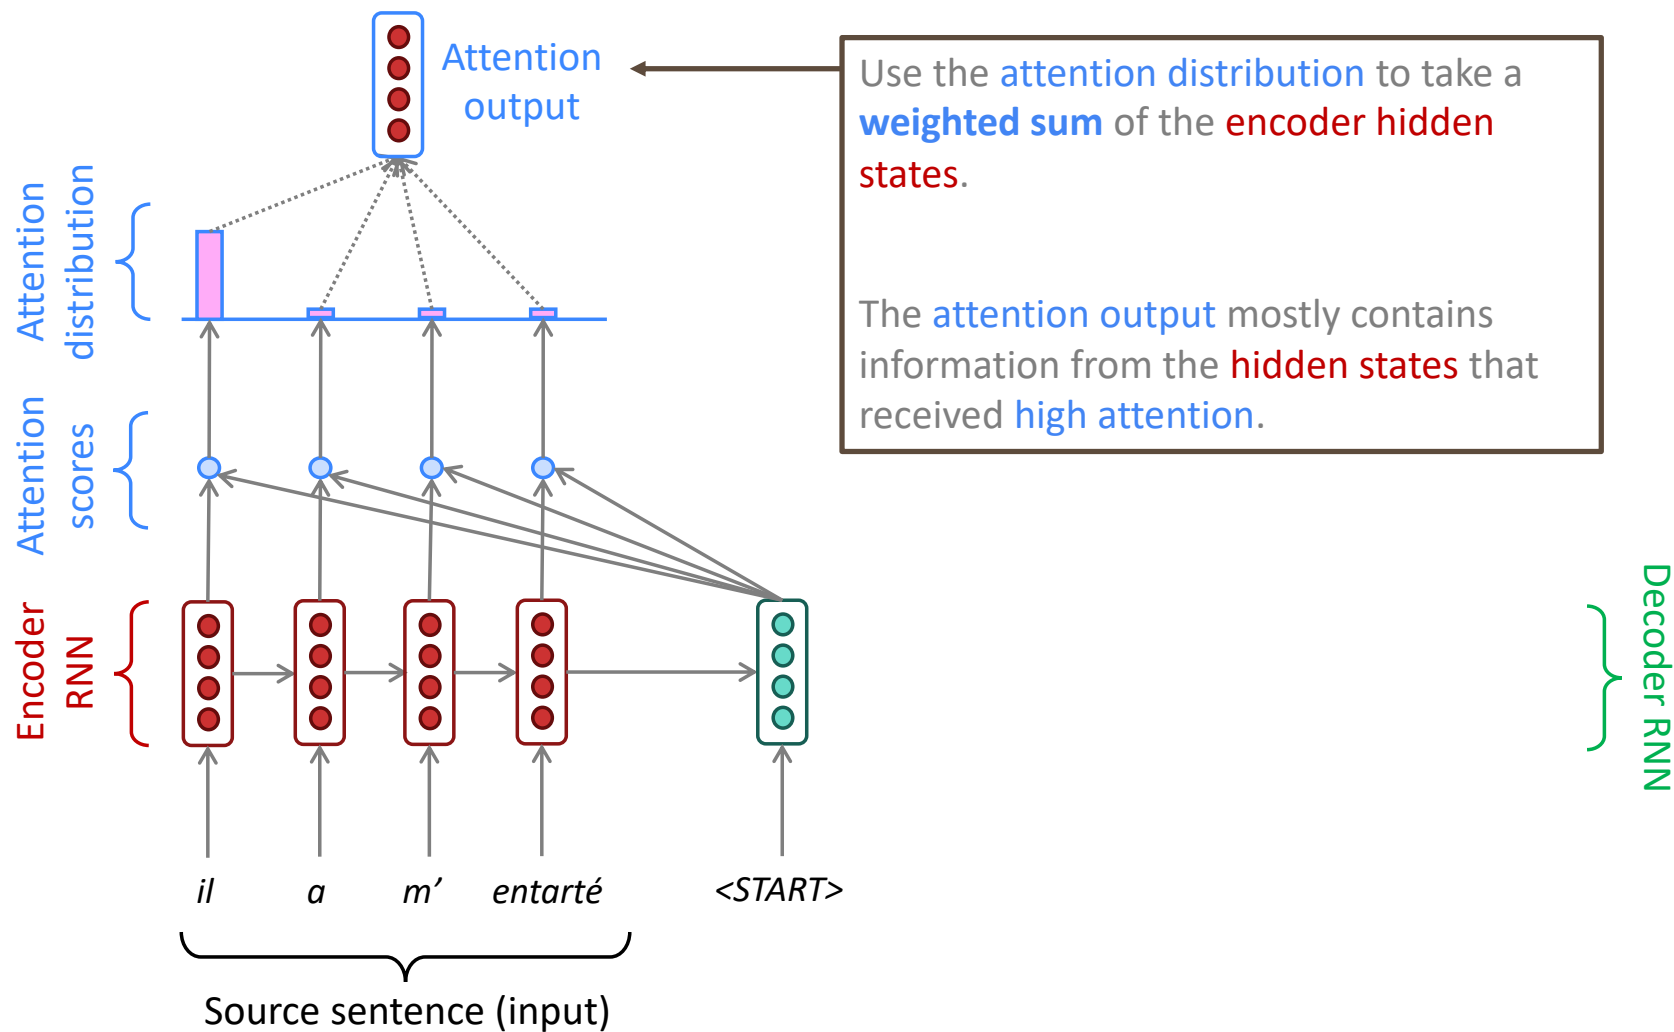 Attention
output
Use the attention distribution to take a
weighted sum of the encoder hidden
states.
The attention output mostly contains
information from the hidden states that
received high attention.
Attention
distribution
Attention
scores
Encoder
RNN
Decoder RNN
il a m’ entarté <START>
Source sentence (input)